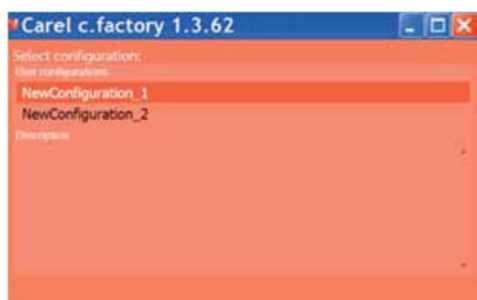 Carel c.factory 1.3.62
Select configuration:
User configurations:
NewConfiguration_1
NewConfiguration_2
Description